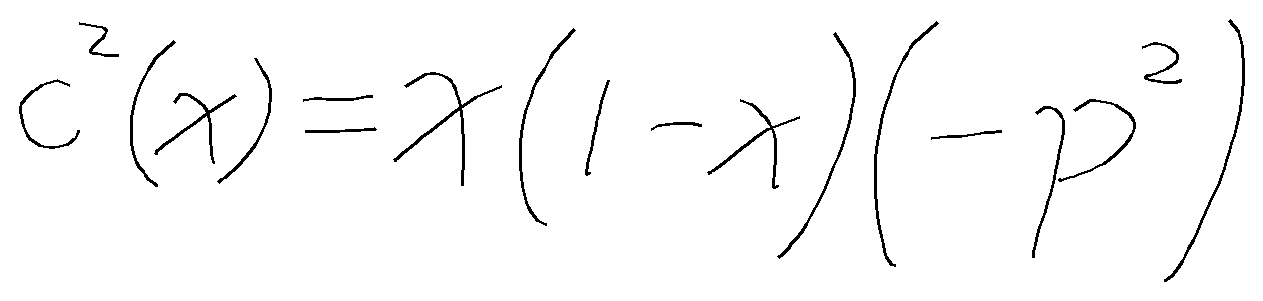 c²(x) = x(1 - x)(-p²)